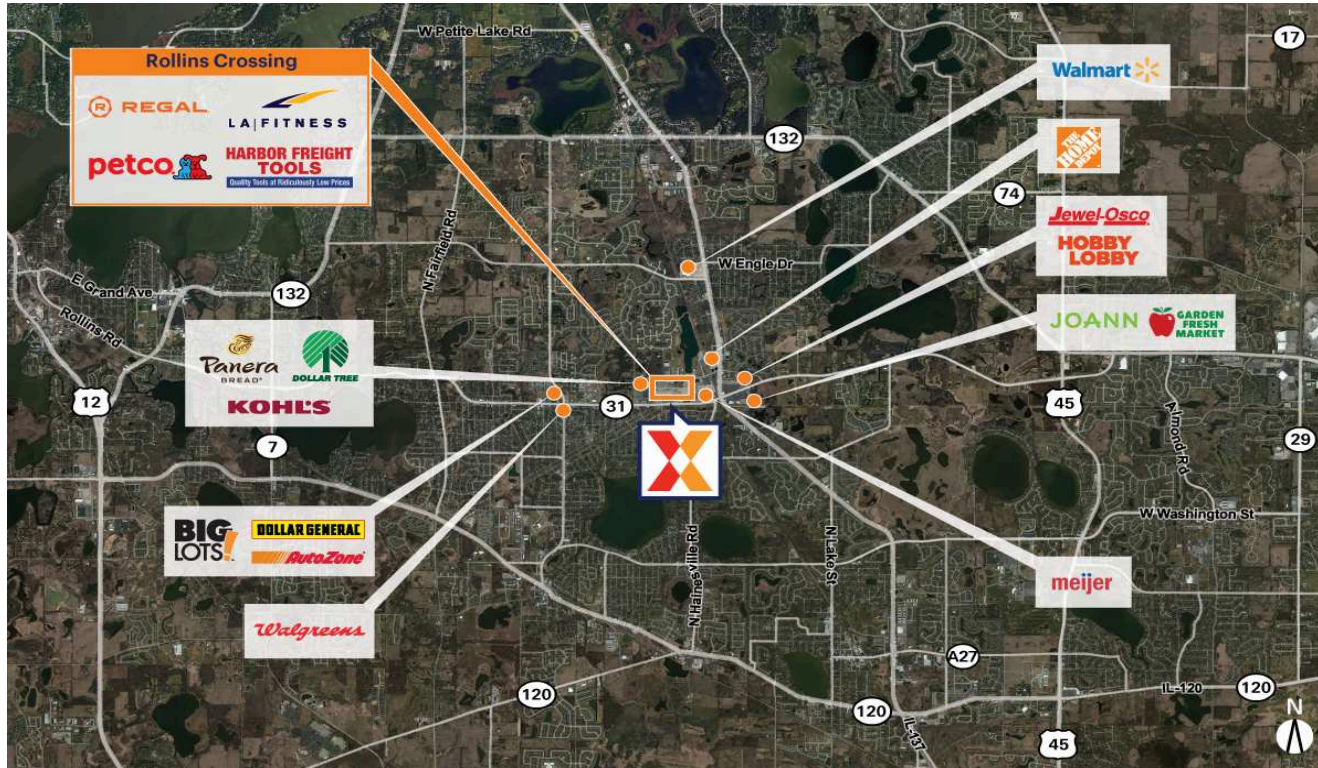 W Petite Lake Rd
17
Rollins Crossing
R REGAL
LA|FITNESS
petco
HARBOR FREIGHT
TOOLS
Quality Tools at Ridiculously Low Prices
Walmart
132
THE
HOME
DEPOT
74
Jewel-Osco
HOBBY
LOBBY
N Fairfield Rd
W Engle Dr
E Grand Ave
132
Rollins Rd
JOANN
GARDEN
FRESH
MARKET
Panera
BREAD®
DOLLAR TREE
KOHL'S
12
31
45
7
Almond Rd
29
BIG
LOTS!
DOLLAR GENERAL
AutoZone
W Washington St
N Hainesville Rd
N Lake St
meijer
Walgreens
A27
120
120
IL-120
120
IL-137
45
N